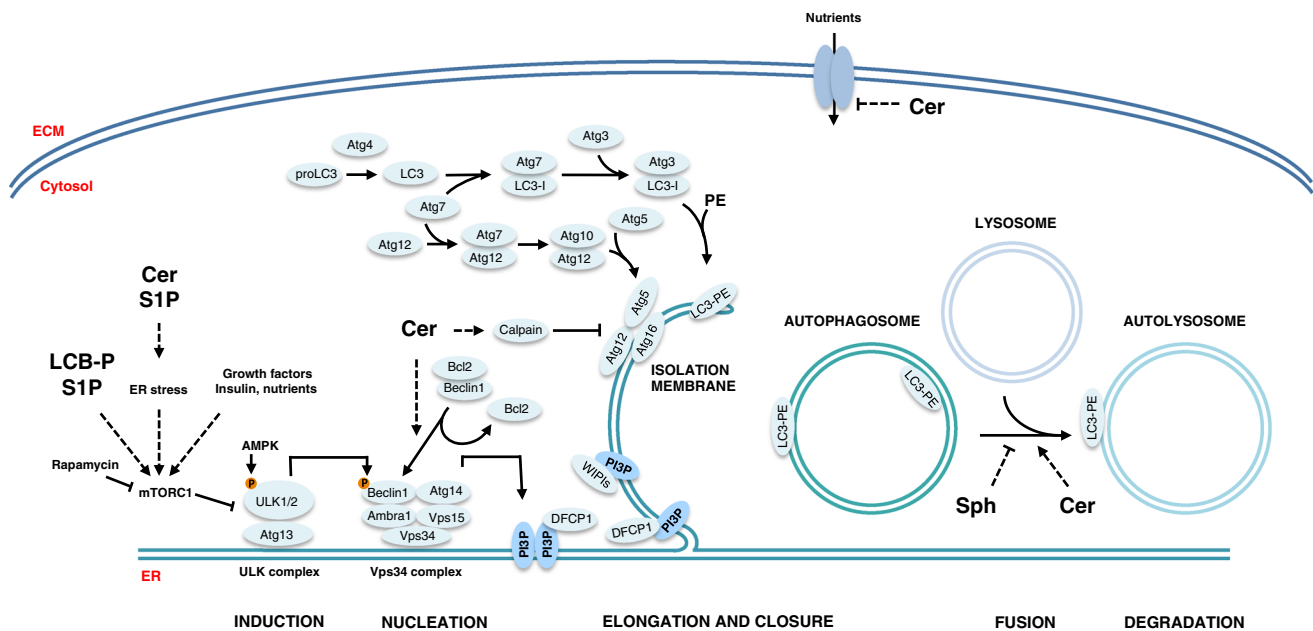 Nutrients
Cer
ECM
Cytosol
Atg4
proLC3
LC3
Atg7
LC3-I
Atg3
Atg3
LC3-I
PE
Atg7
Atg12
Atg7
Atg12
Atg10
Atg12
Atg5
Atg5
Atg12
Atg16
LC3-PE
Cer
S1P
LCB-P
S1P
ER stress
Growth factors
Insulin, nutrients
Rapamycin
mTORC1
AMPK
P
ULK1/2
Atg13
ULK complex
Cer
Calpain
Bcl2
Beclin1
Bcl2
P
Beclin1
Atg14
Ambra1
Vps15
Vps34
Vps34 complex
PI3P
PI3P
DFCP1
ISOLATION
MEMBRANE
WIPIs
PI3P
DFCP1
PI3P
ER
AUTOPHAGOSOME
LC3-PE
LC3-PE
LYSOSOME
Sph
Cer
AUTOLYSOSOME
LC3-PE
INDUCTION
NUCLEATION
ELONGATION AND CLOSURE
FUSION
DEGRADATION